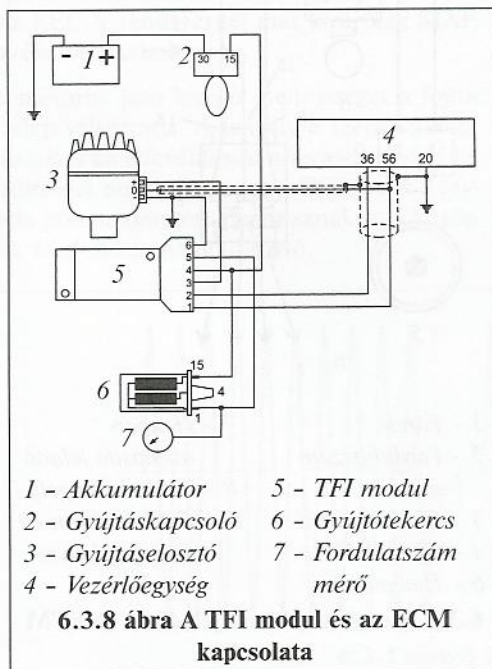 - 1 +
2
30 15
3
4
36 56 20
5
6
5
4
3
2
1
15
6
4
1
7
1 - Akkumulátor
2 - Gyújtáskapcsoló
3 - Gyújtáselosztó
4 - Vezérlőegység
5 - TFI modul
6 - Gyújtótekercs
7 - Fordulatszám
mérő
6.3.8 ábra A TFI modul és az ECM
kapcsolata